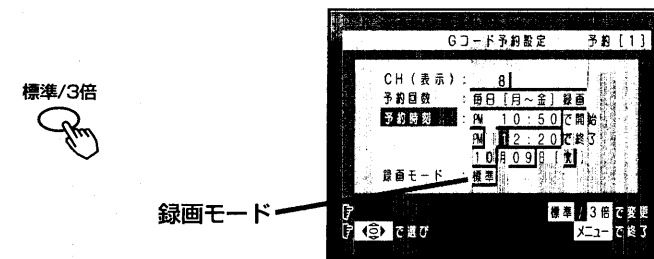 標準/3倍
録画モード
Gコード予約設定 予約[1]
CH(表示): 8
予約回数 : 毎日[月~金]録画
予約時刻 : PM 10:50で開始
PM 12:20で終了
10月09日(火)
録画モード : 標準
標準/3倍で変更
で選び メニューで終了